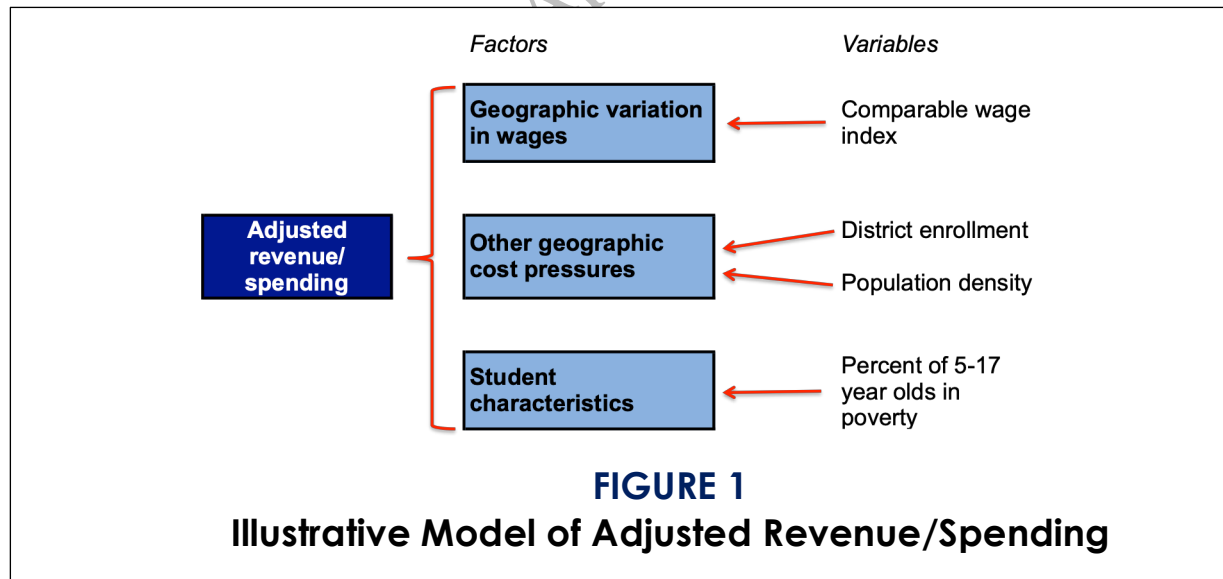 Factors
Variables
Geographic variation
in wages
Comparable wage
index
Adjusted
revenue/
spending
Other geographic
cost pressures
District enrollment
Population density
Student
characteristics
Percent of 5-17
year olds in
poverty
FIGURE 1
Illustrative Model of Adjusted Revenue/Spending